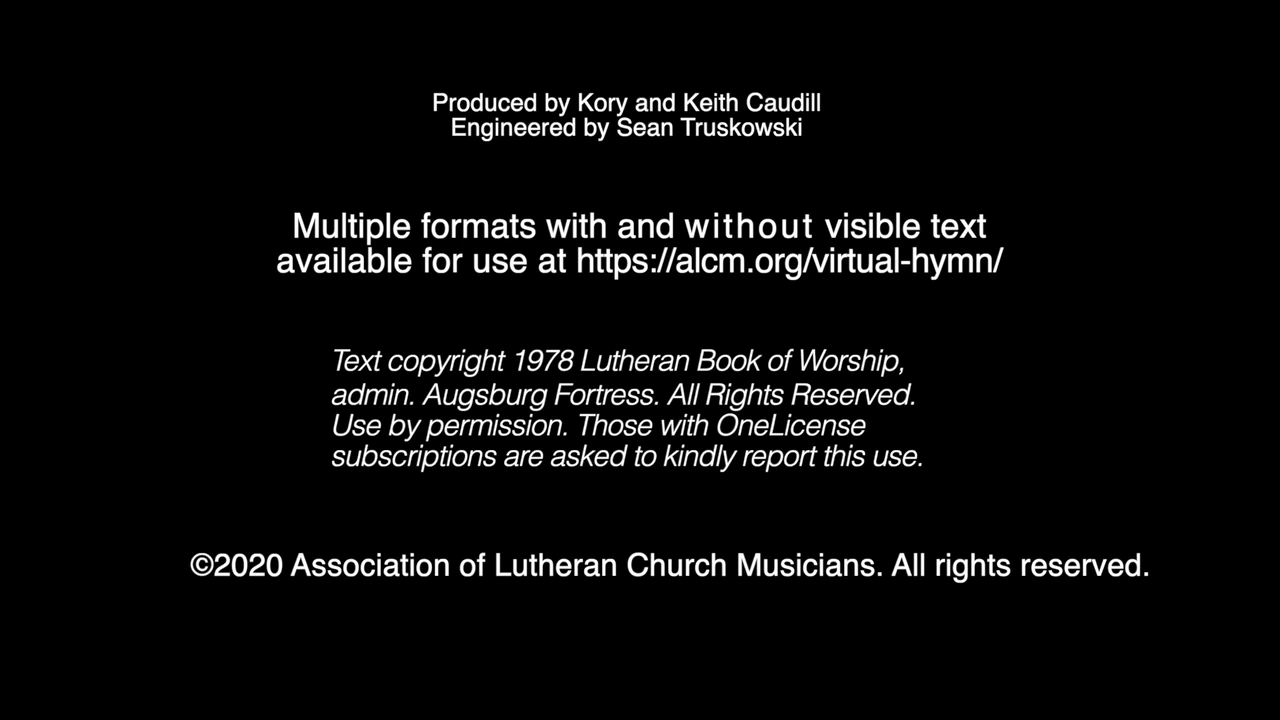 Produced by Kory and Keith Caudill
Engineered by Sean Truskowski
Multiple formats with and without visible text
available for use at https://alcm.org/virtual-hymn/
Text copyright 1978 Lutheran Book of Worship,
admin. Augsburg Fortress. All Rights Reserved.
Use by permission. Those with OneLicense
subscriptions are asked to kindly report this use.
©2020 Association of Lutheran Church Musicians. All rights reserved.